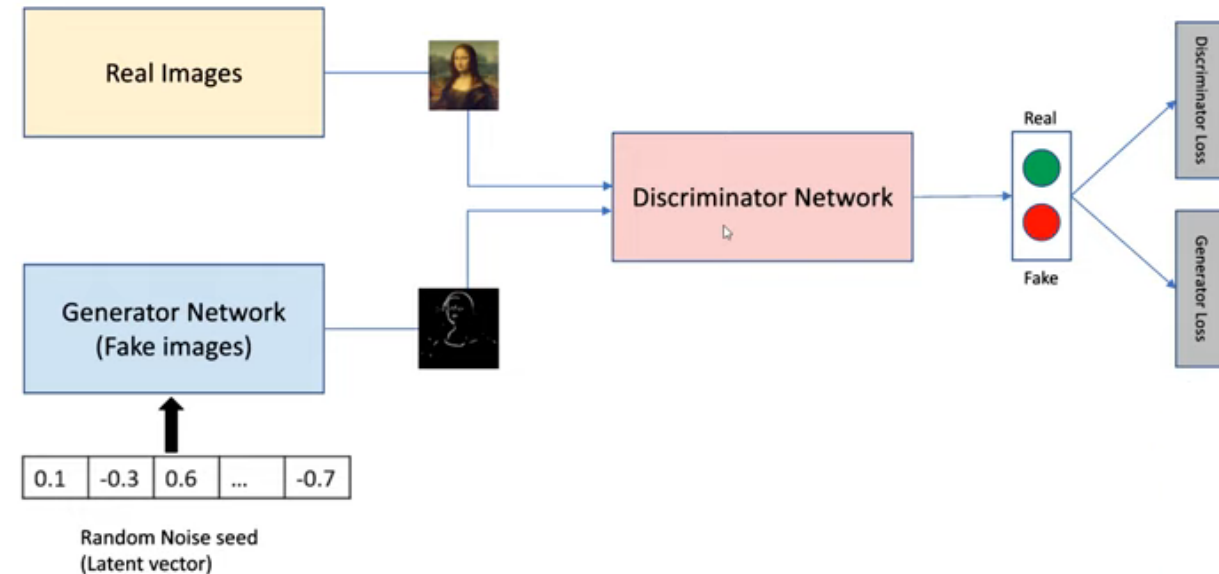 Real Images
Discriminator Network
Real
Fake
Discriminator Loss
Generator Loss
Generator Network
(Fake images)
0.1 -0.3 0.6 ... -0.7
Random Noise seed
(Latent vector)